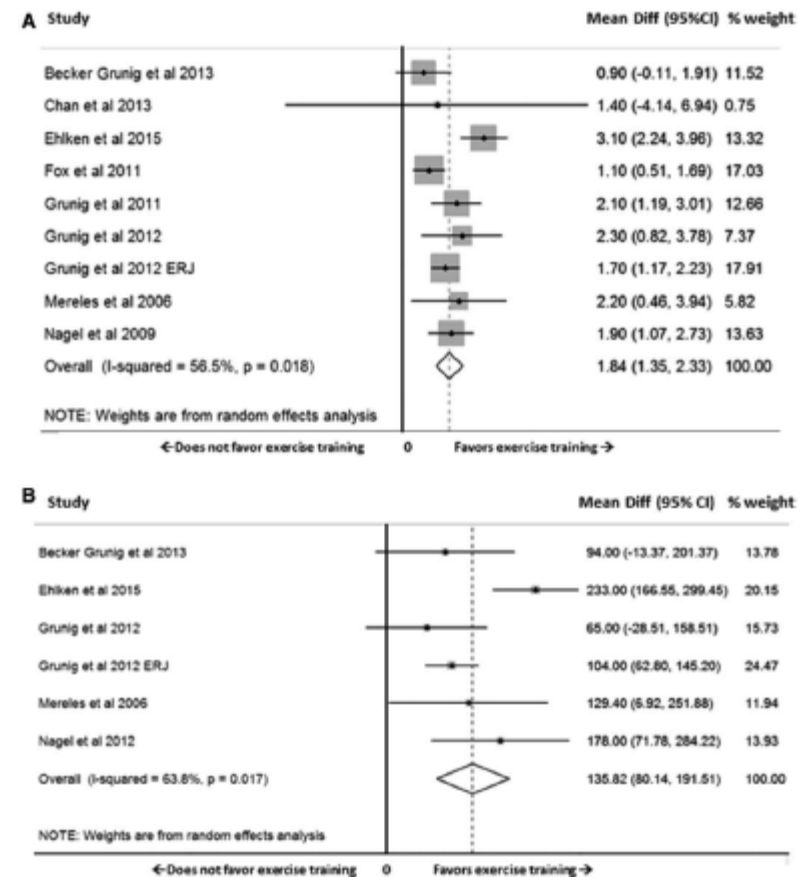 A Study Mean Diff (95%CI) % weight
Becker Grunig et al 2013 0.90 (-0.11, 1.91) 11.52
Chan et al 2013 1.40 (-4.14, 6.94) 0.75
Ehlken et al 2015 3.10 (2.24, 3.96) 13.32
Fox et al 2011 1.10 (0.51, 1.69) 17.03
Grunig et al 2011 2.10 (1.19, 3.01) 12.66
Grunig et al 2012 2.30 (0.82, 3.78) 7.37
Grunig et al 2012 ERJ 1.70 (1.17, 2.23) 17.91
Mereles et al 2006 2.20 (0.46, 3.94) 5.82
Nagel et al 2009 1.90 (1.07, 2.73) 13.63
Overall (I-squared = 56.5%, p = 0.018) 1.84 (1.35, 2.33) 100.00
NOTE: Weights are from random effects analysis
←Does not favor exercise training 0 Favors exercise training→
B Study Mean Diff (95% CI) % weight
Becker Grunig et al 2013 94.00 (-13.37, 201.37) 13.78
Ehlken et al 2015 233.00 (166.55, 299.45) 20.15
Grunig et al 2012 65.00 (-28.51, 158.51) 15.73
Grunig et al 2012 ERJ 104.00 (62.80, 145.20) 24.47
Mereles et al 2006 129.40 (6.92, 251.88) 11.94
Nagel et al 2012 178.00 (71.78, 284.22) 13.93
Overall (I-squared = 63.8%, p = 0.017) 135.82 (80.14, 191.51) 100.00
NOTE: Weights are from random effects analysis
←Does not favor exercise training 0 Favors exercise training→